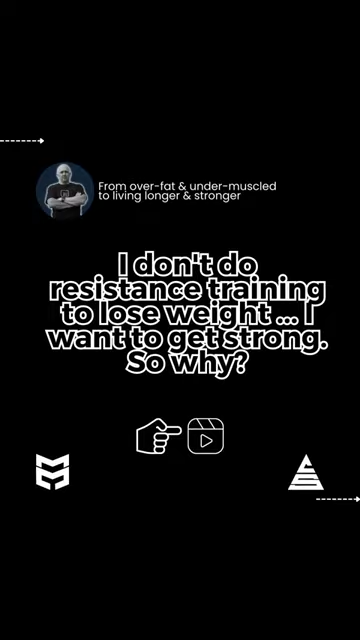 From over-fat & under-muscled
to living longer & stronger
I don't do
resistance training
to lose weight ... I
want to get strong.
So why?